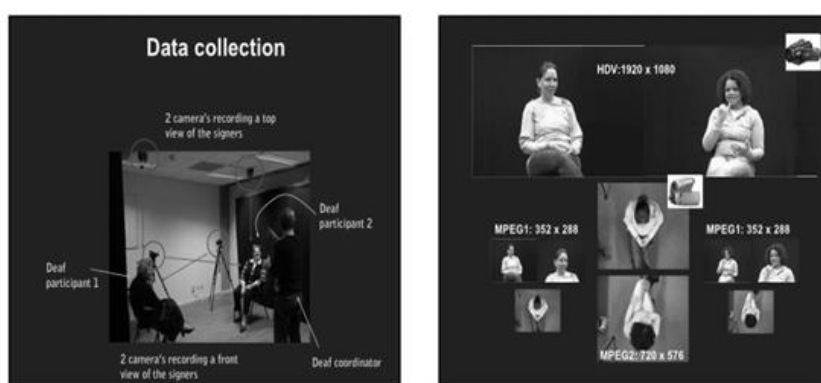 Data collection
2 camera's recording a top
view of the signers
Deaf
participant 2
Deaf
participant 1
2 camera's recording a front
view of the signers
Deaf coordinator
HDV:1920 x 1080
MPEG1: 352 x 288
MPEG1: 352 x 288
MPEG2: 720 x 576